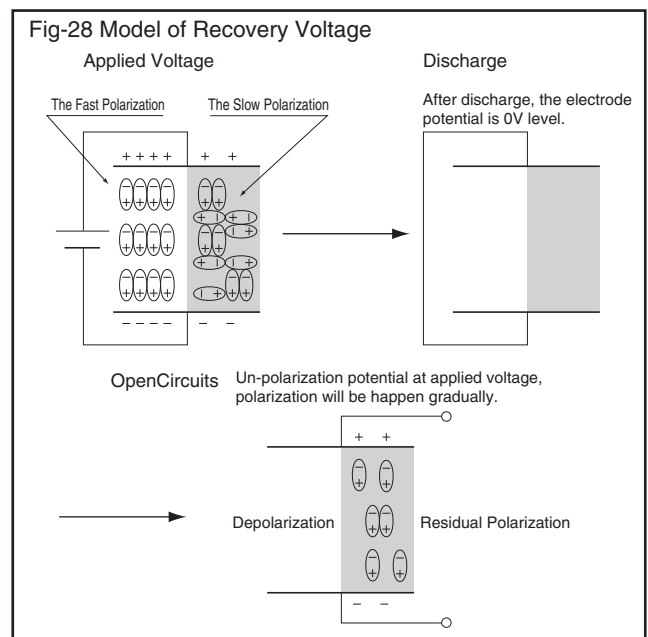 Fig-28 Model of Recovery Voltage
Applied Voltage
Discharge
The Fast Polarization
The Slow Polarization
After discharge, the electrode
potential is 0V level.
+ + + + + +
− − − − − −
OpenCircuits
Un-polarization potential at applied voltage,
polarization will be happen gradually.
+ +
Depolarization
Residual Polarization
− −